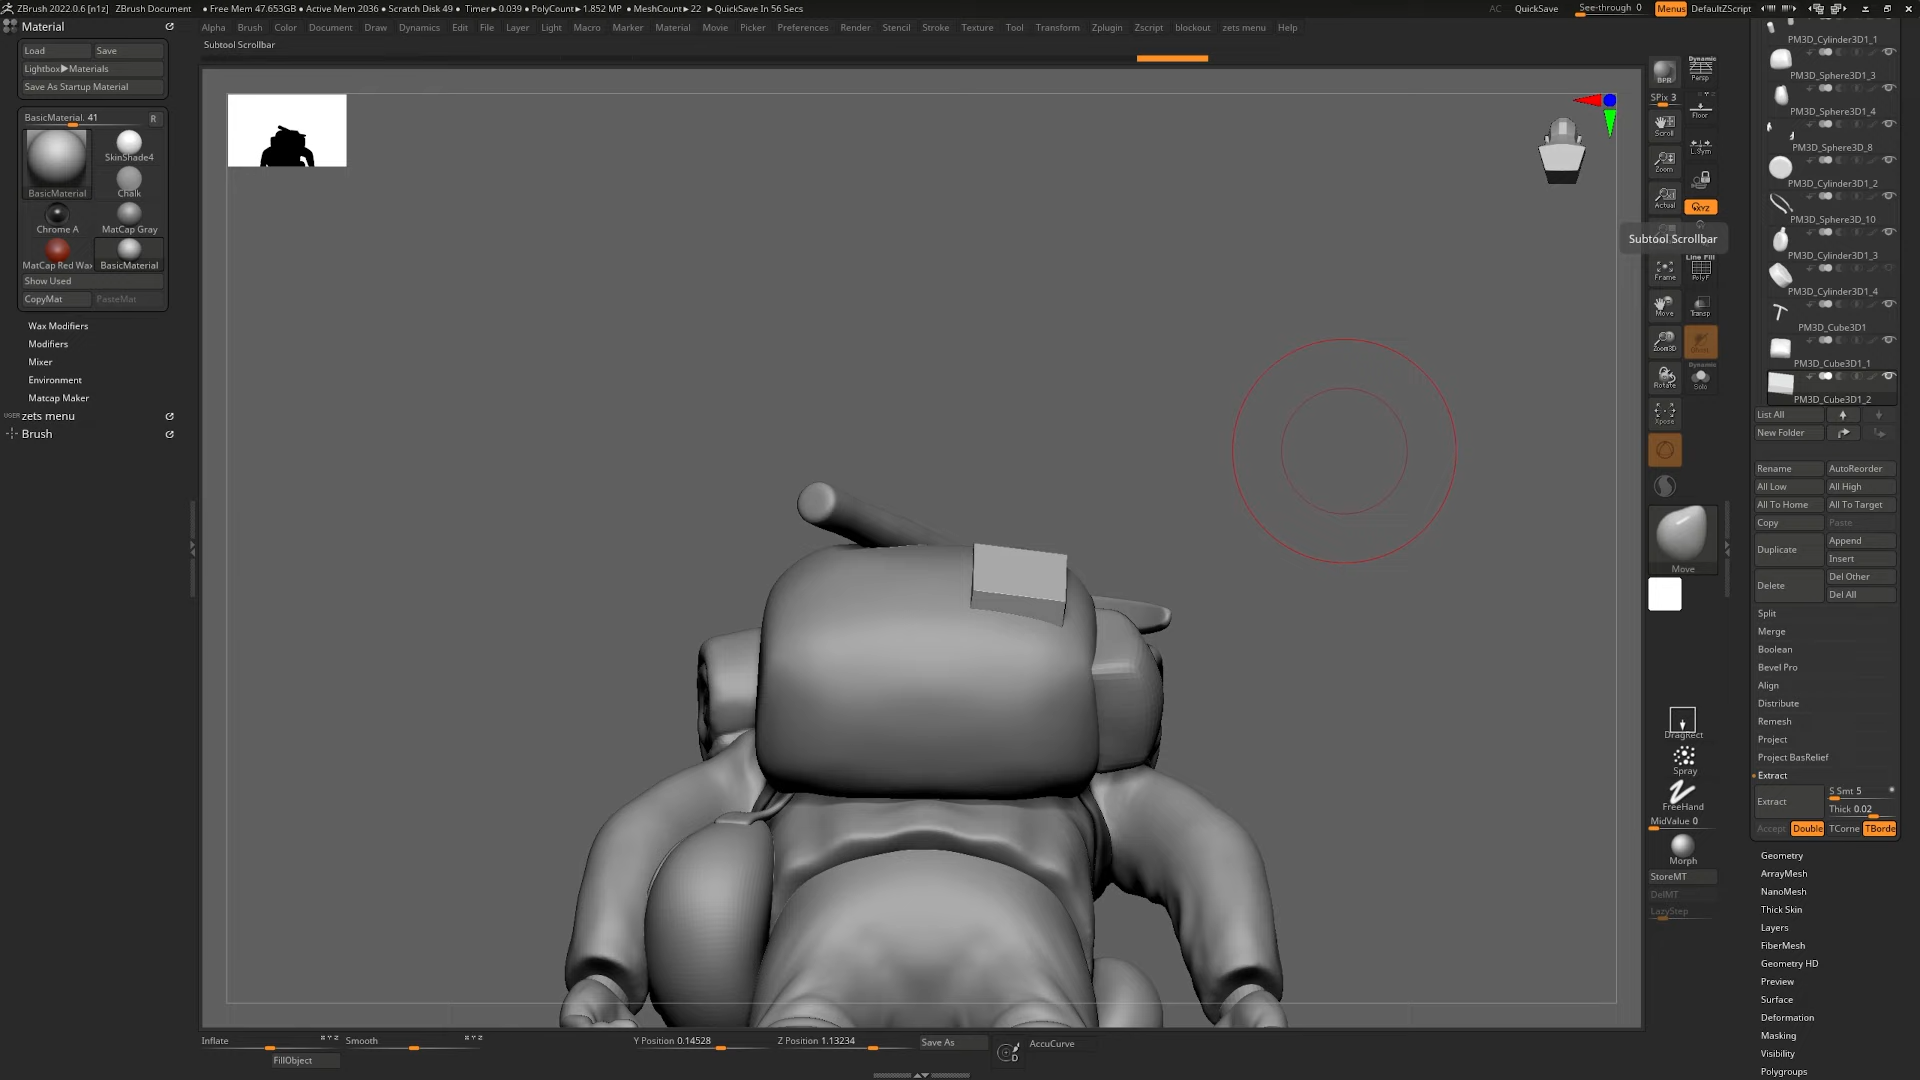 ZBrush 2022.0.6 [n1z] ZBrush Document • Free Mem 47.653GB • Active Mem 2036 • Scratch Disk 49 • Timer▸0.039 • PolyCount▸1.852 MP • MeshCount▸22 ▸QuickSave In 56 Secs AC QuickSave See-through 0 Menus DefaultZScript
Material
Alpha Brush Color Document Draw Dynamics Edit File Layer Light Macro Marker Material Movie Picker Preferences Render Stencil Stroke Texture Tool Transform Zplugin Zscript blockout zets menu Help
Subtool Scrollbar
Load Save
Lightbox▶Materials
Save As Startup Material
BasicMaterial. 41 R
SkinShade4
BasicMaterial Chalk
Chrome A MatCap Gray
MatCap Red Wax BasicMaterial
Show Used
CopyMat PasteMat
Wax Modifiers
Modifiers
Mixer
Environment
Matcap Maker
zets menu
Brush
BPR Dynamic Persp
SPix 3
Scroll Floor
Zoom L.Sym
Actual
XYZ
Subtool Scrollbar
Line Fill
Frame PolyF
Move Transp
Zoom3D Ghost
Dynamic
Rotate Solo
Xpose
Move
DragRect
Spray
FreeHand
MidValue 0
Morph
StoreMT
DelMT
LazyStep
PM3D_Cylinder3D1_1
PM3D_Sphere3D1_3
PM3D_Sphere3D1_4
PM3D_Sphere3D_8
PM3D_Cylinder3D1_2
PM3D_Sphere3D_10
PM3D_Cylinder3D1_3
PM3D_Cylinder3D1_4
PM3D_Cube3D1
PM3D_Cube3D1_1
PM3D_Cube3D1_2
List All
New Folder
Rename AutoReorder
All Low All High
All To Home All To Target
Copy Paste
Duplicate Append
Insert
Delete Del Other
Del All
Split
Merge
Boolean
Bevel Pro
Align
Distribute
Remesh
Project
Project BasRelief
Extract
Extract S Smt 5
Thick 0.02
Accept Double TCorne TBorde
Geometry
ArrayMesh
NanoMesh
Thick Skin
Layers
FiberMesh
Geometry HD
Preview
Surface
Deformation
Masking
Visibility
Polygroups
Inflate X Y Z Smooth X Y Z Y Position 0.14528 Z Position 1.13234 Save As D AccuCurve
FillObject